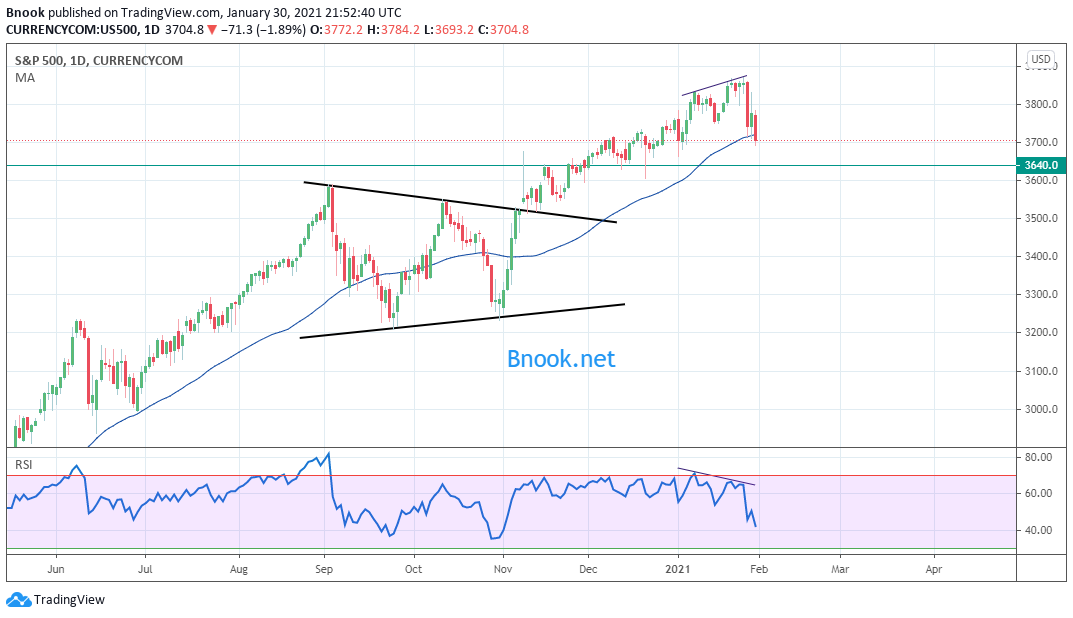 Bnook published on TradingView.com, January 30, 2021 21:52:40 UTC
CURRENCYCOM:US500, 1D 3704.8 ▼ −71.3 (−1.89%) O:3772.2 H:3784.2 L:3693.2 C:3704.8
S&P 500, 1D, CURRENCYCOM
MA
USD
3800.0
3700.0
3640.0
3600.0
3500.0
3400.0
3300.0
3200.0
3100.0
3000.0
Bnook.net
RSI
80.00
60.00
40.00
Jun Jul Aug Sep Oct Nov Dec 2021 Feb Mar Apr
TradingView